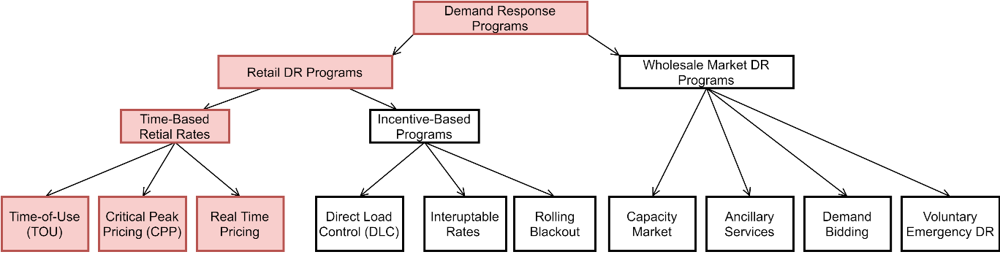 Demand Response
Programs
Retail DR Programs
Wholesale Market DR
Programs
Time-Based
Retial Rates
Incentive-Based
Programs
Time-of-Use
(TOU)
Critical Peak
Pricing (CPP)
Real Time
Pricing
Direct Load
Control (DLC)
Interuptable
Rates
Rolling
Blackout
Capacity
Market
Ancillary
Services
Demand
Bidding
Voluntary
Emergency DR